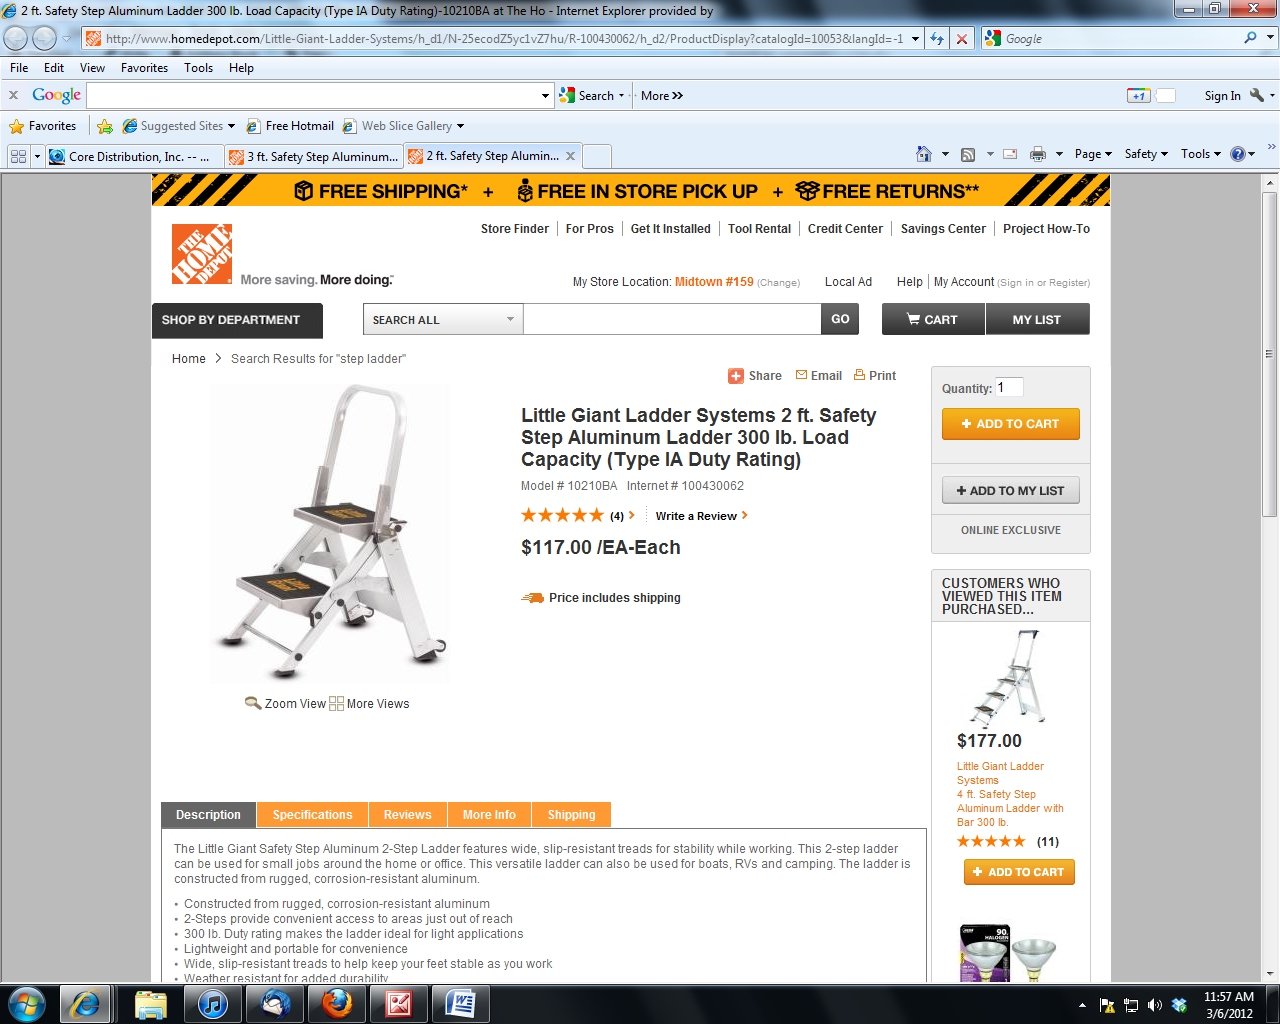 2 ft. Safety Step Aluminum Ladder 300 lb. Load Capacity (Type IA Duty Rating)-10210BA at The Ho - Internet Explorer provided by
http://www.homedepot.com/Little-Giant-Ladder-Systems/h_d1/N-25ecodZ5yc1vZ7hu/R-100430062/h_d2/ProductDisplay?catalogId=10053&langId=-1
Google
File Edit View Favorites Tools Help
x Google Search More >> +1 Sign In
Favorites Suggested Sites Free Hotmail Web Slice Gallery
Core Distribution, Inc. -- ... 3 ft. Safety Step Aluminum... 2 ft. Safety Step Alumin... Page Safety Tools
FREE SHIPPING* + FREE IN STORE PICK UP + FREE RETURNS**
Store Finder For Pros Get It Installed Tool Rental Credit Center Savings Center Project How-To
THE HOME DEPOT
More saving. More doing.™
My Store Location: Midtown #159 (Change) Local Ad Help My Account (Sign in or Register)
SHOP BY DEPARTMENT SEARCH ALL GO CART MY LIST
Home > Search Results for "step ladder"
Share Email Print
Little Giant Ladder Systems 2 ft. Safety
Step Aluminum Ladder 300 lb. Load
Capacity (Type IA Duty Rating)
Model # 10210BA Internet # 100430062
(4) Write a Review
$117.00 /EA-Each
Price includes shipping
Zoom View More Views
Quantity: 1
+ ADD TO CART
+ ADD TO MY LIST
ONLINE EXCLUSIVE
CUSTOMERS WHO
VIEWED THIS ITEM
PURCHASED...
$177.00
Little Giant Ladder
Systems
4 ft. Safety Step
Aluminum Ladder with
Bar 300 lb.
(11)
+ ADD TO CART
90
HALOGEN
Description Specifications Reviews More Info Shipping
The Little Giant Safety Step Aluminum 2-Step Ladder features wide, slip-resistant treads for stability while working. This 2-step ladder
can be used for small jobs around the home or office. This versatile ladder can also be used for boats, RVs and camping. The ladder is
constructed from rugged, corrosion-resistant aluminum.
• Constructed from rugged, corrosion-resistant aluminum
• 2-Steps provide convenient access to areas just out of reach
• 300 lb. Duty rating makes the ladder ideal for light applications
• Lightweight and portable for convenience
• Wide, slip-resistant treads to help keep your feet stable as you work
• Weather resistant for added durability
11:57 AM
3/6/2012